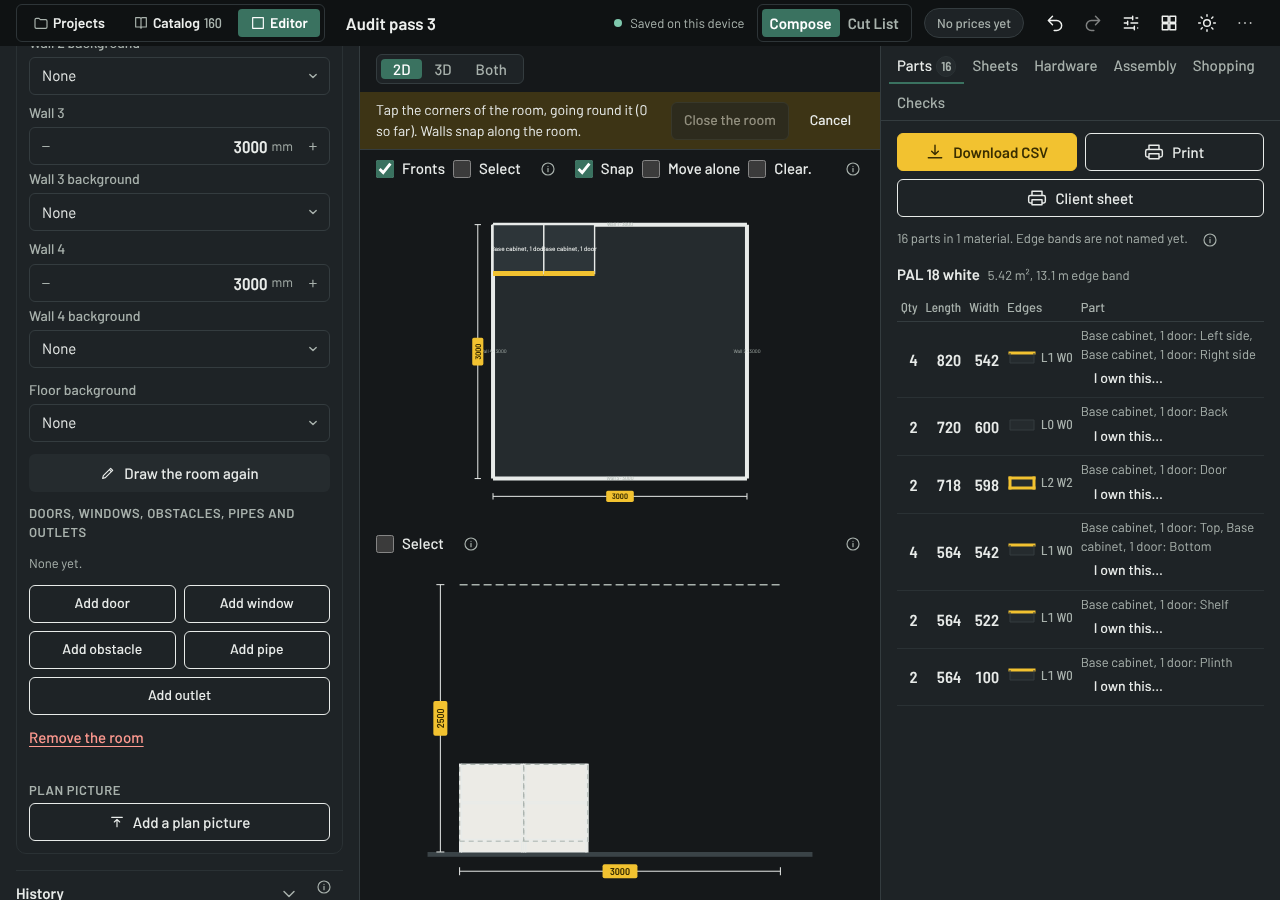 Projects
Catalog 160
Editor
Audit pass 3
Saved on this device
Compose
Cut List
No prices yet
Wall 2 background
None
Wall 3
− 3000 mm +
Wall 3 background
None
Wall 4
− 3000 mm +
Wall 4 background
None
Floor background
None
Draw the room again
DOORS, WINDOWS, OBSTACLES, PIPES AND
OUTLETS
None yet.
Add door
Add window
Add obstacle
Add pipe
Add outlet
Remove the room
PLAN PICTURE
Add a plan picture
History
2D
3D
Both
Tap the corners of the room, going round it (0
so far). Walls snap along the room.
Close the room
Cancel
Fronts
Select
Snap
Move alone
Clear.
Base cabinet, 1 door
Base cabinet, 1 door
3000
3000
Select
2500
3000
Parts 16
Sheets
Hardware
Assembly
Shopping
Checks
Download CSV
Print
Client sheet
16 parts in 1 material. Edge bands are not named yet.
PAL 18 white 5.42 m², 13.1 m edge band
Qty Length Width Edges Part
4 820 542 L1 W0 Base cabinet, 1 door: Left side,
Base cabinet, 1 door: Right side
I own this...
2 720 600 L0 W0 Base cabinet, 1 door: Back
I own this...
2 718 598 L2 W2 Base cabinet, 1 door: Door
I own this...
4 564 542 L1 W0 Base cabinet, 1 door: Top, Base
cabinet, 1 door: Bottom
I own this...
2 564 522 L1 W0 Base cabinet, 1 door: Shelf
I own this...
2 564 100 L1 W0 Base cabinet, 1 door: Plinth
I own this...